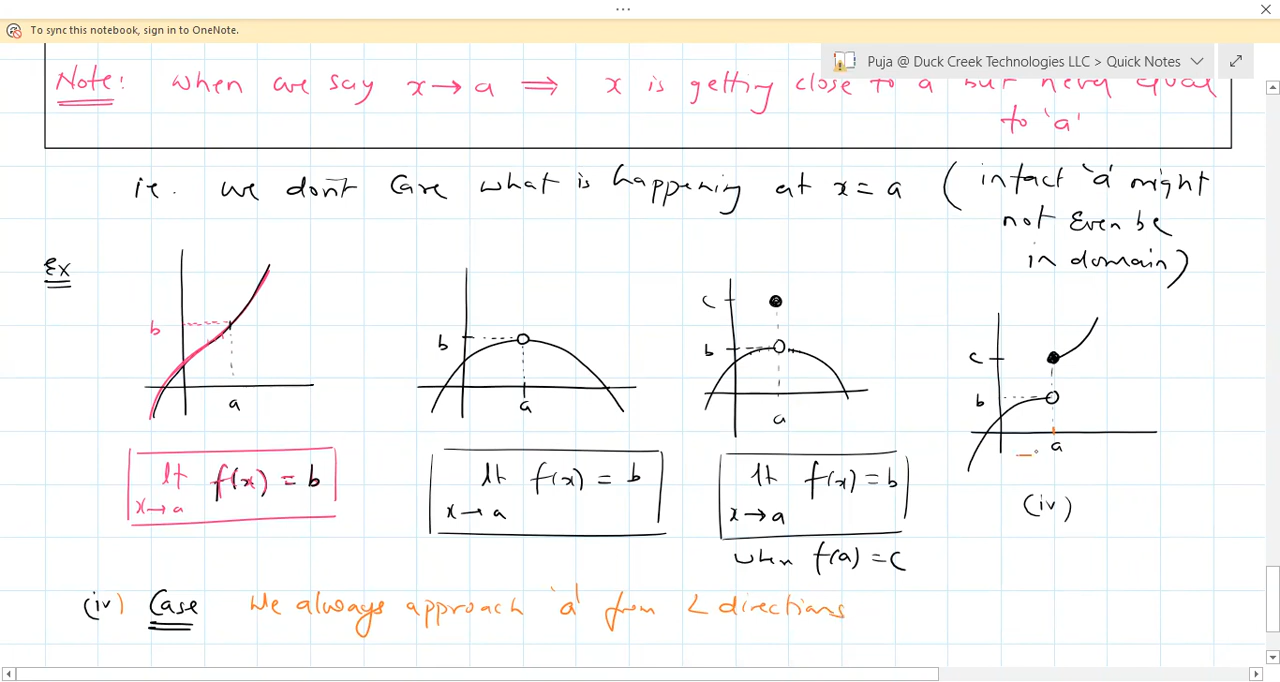 ...
To sync this notebook, sign in to OneNote.
Puja @ Duck Creek Technologies LLC > Quick Notes
Note: when we say x → a ⟹ x is getting close to a but never equal
to 'a'
ie. we don't care what is happening at x = a (infact 'a' might
not even be
in domain)
Ex
b
a
b
a
c
b
a
c
b
a
lt f(x) = b
x → a
lt f(x) = b
x → a
lt f(x) = b
x → a
when f(a) = c
(iv)
(iv) Case We always approach 'a' from 2 directions